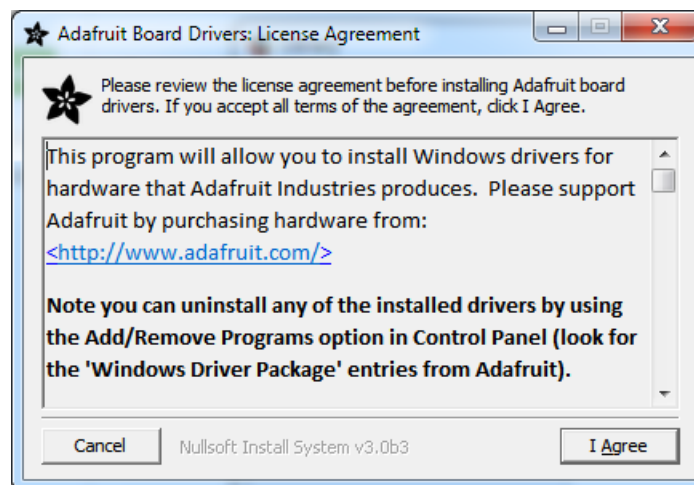 Adafruit Board Drivers: License Agreement
Please review the license agreement before installing Adafruit board
drivers. If you accept all terms of the agreement, click I Agree.
This program will allow you to install Windows drivers for
hardware that Adafruit Industries produces.  Please support
Adafruit by purchasing hardware from:
<http://www.adafruit.com/>
Note you can uninstall any of the installed drivers by using
the Add/Remove Programs option in Control Panel (look for
the 'Windows Driver Package' entries from Adafruit).
Cancel
Nullsoft Install System v3.0b3
I Agree